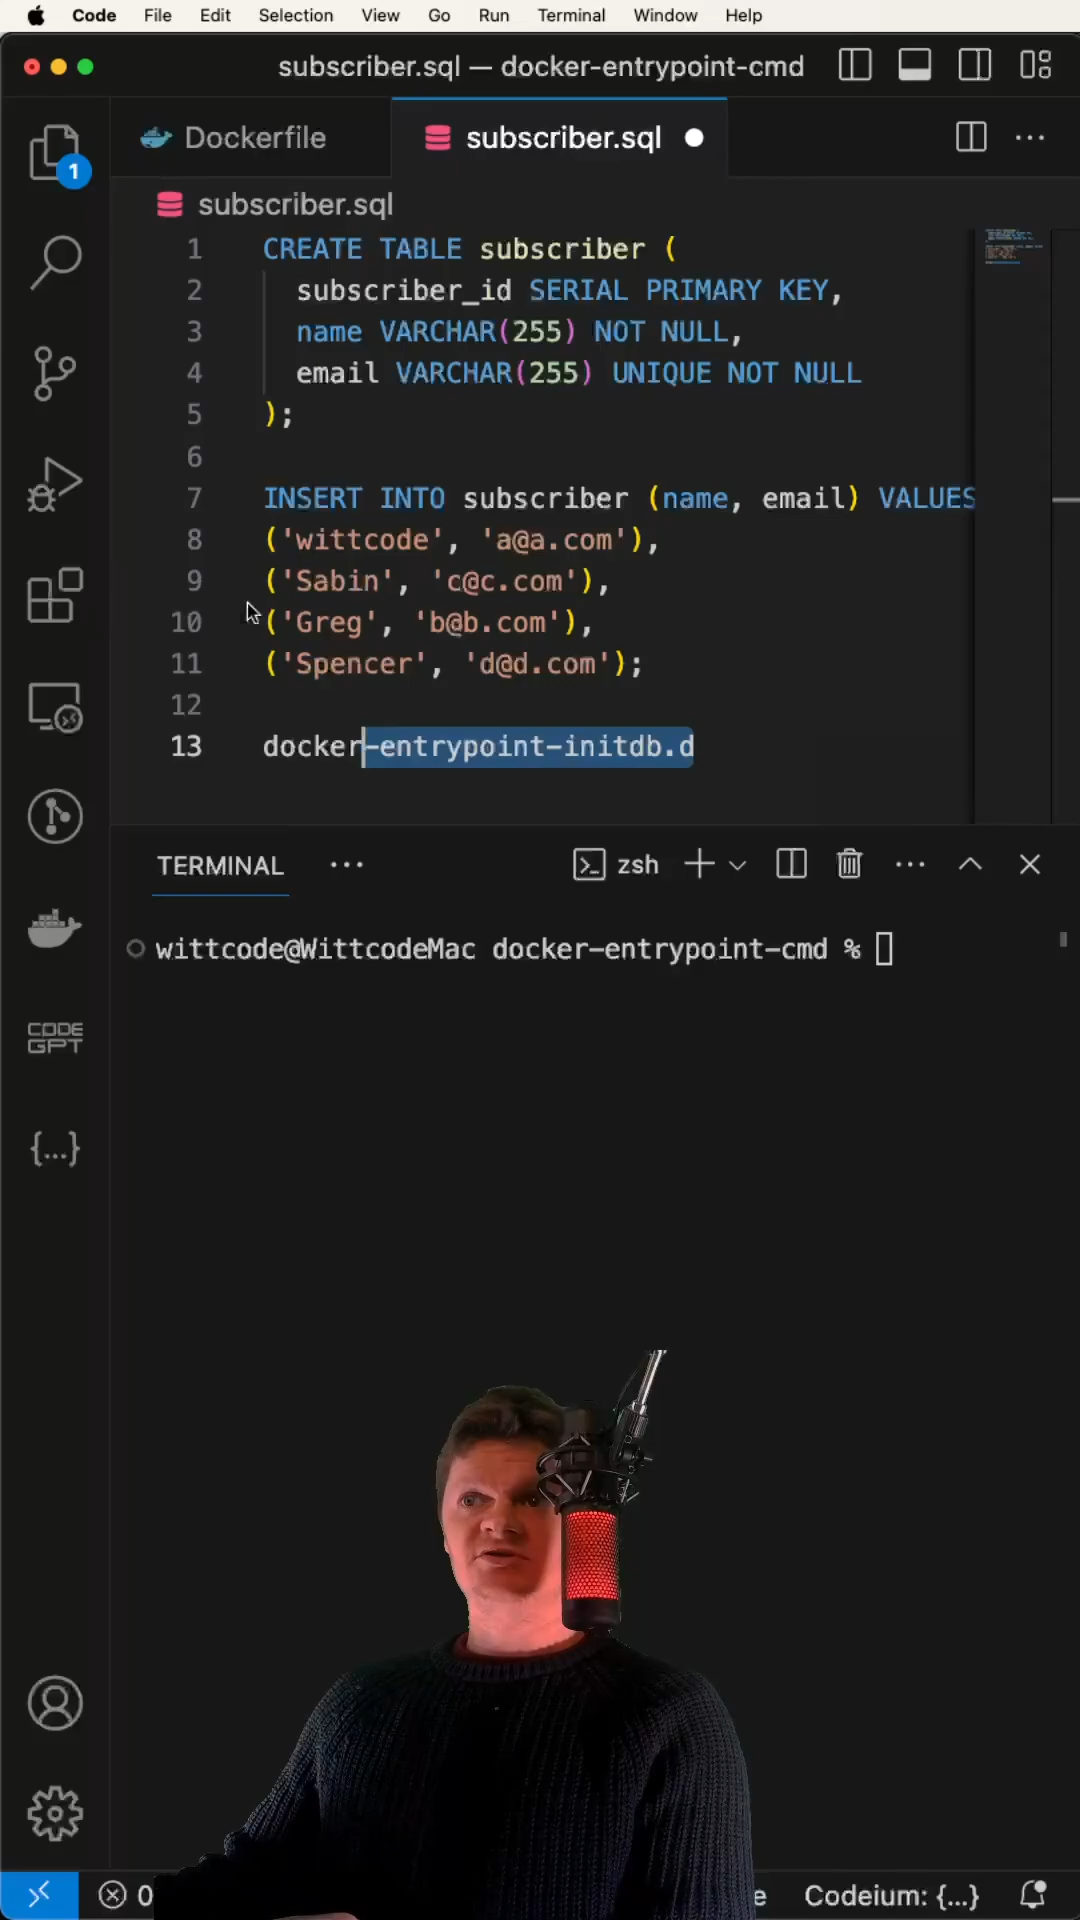 Code File Edit Selection View Go Run Terminal Window Help
subscriber.sql — docker-entrypoint-cmd
Dockerfile subscriber.sql
1
subscriber.sql
1 CREATE TABLE subscriber (
2 subscriber_id SERIAL PRIMARY KEY,
3 name VARCHAR(255) NOT NULL,
4 email VARCHAR(255) UNIQUE NOT NULL
5 );
6
7 INSERT INTO subscriber (name, email) VALUES
8 ('wittcode', 'a@a.com'),
9 ('Sabin', 'c@c.com'),
10 ('Greg', 'b@b.com'),
11 ('Spencer', 'd@d.com');
12
13 docker-entrypoint-initdb.d
TERMINAL ... zsh
wittcode@WittcodeMac docker-entrypoint-cmd %
CODE
GPT
{...}
0 e Codeium: {...}